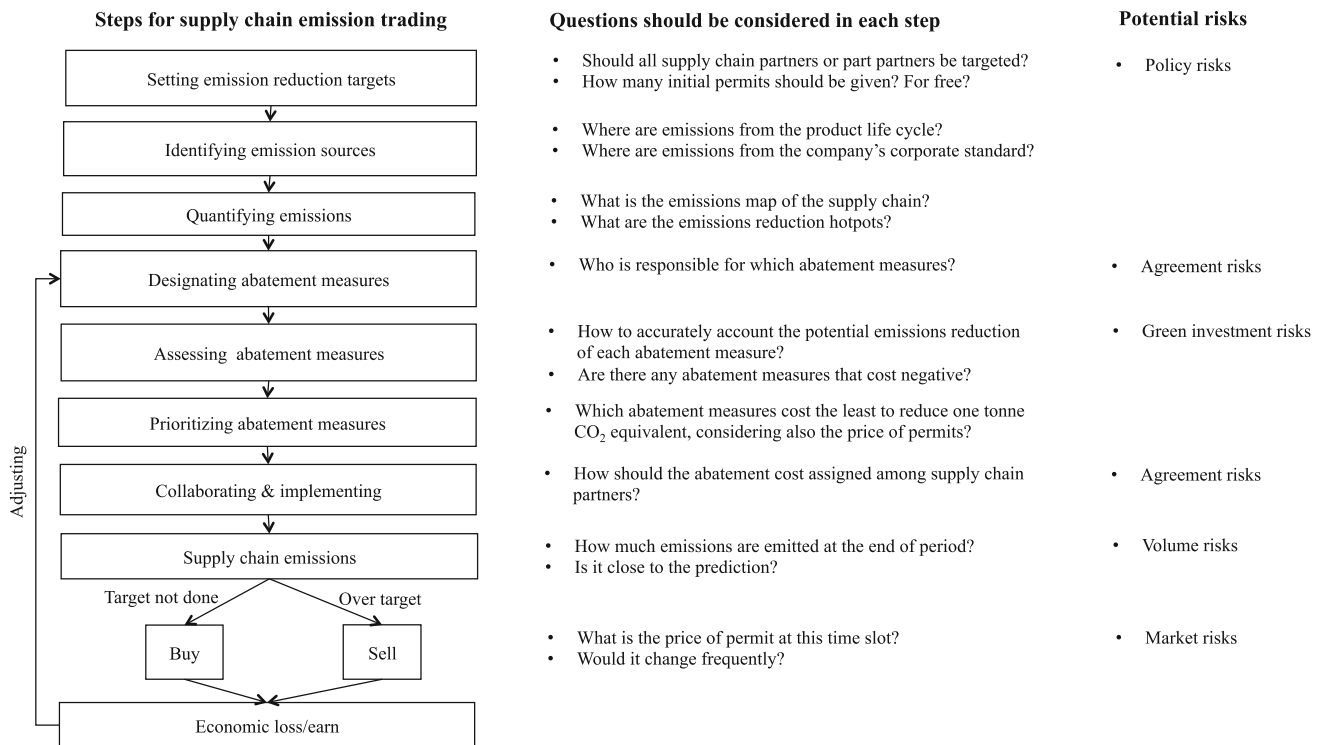 Steps for supply chain emission trading
Questions should be considered in each step
Potential risks
Setting emission reduction targets
• Should all supply chain partners or part partners be targeted?
• How many initial permits should be given? For free?
• Policy risks
Identifying emission sources
• Where are emissions from the product life cycle?
• Where are emissions from the company's corporate standard?
Quantifying emissions
• What is the emissions map of the supply chain?
• What are the emissions reduction hotpots?
Designating abatement measures
• Who is responsible for which abatement measures?
• Agreement risks
Assessing abatement measures
• How to accurately account the potential emissions reduction
of each abatement measure?
• Are there any abatement measures that cost negative?
• Green investment risks
Prioritizing abatement measures
• Which abatement measures cost the least to reduce one tonne
CO₂ equivalent, considering also the price of permits?
Collaborating & implementing
• How should the abatement cost assigned among supply chain
partners?
• Agreement risks
Adjusting
Supply chain emissions
• How much emissions are emitted at the end of period?
• Is it close to the prediction?
• Volume risks
Target not done
Over target
Buy
Sell
• What is the price of permit at this time slot?
• Would it change frequently?
• Market risks
Economic loss/earn